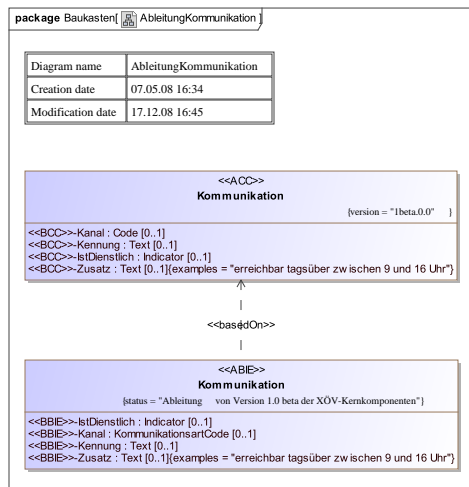 package Baukasten[ AbleitungKommunikation ]
Diagram name AbleitungKommunikation
Creation date 07.05.08 16:34
Modification date 17.12.08 16:45
<<ACC>>
Kommunikation
{version = "1beta.0.0" }
<<BCC>>-Kanal : Code [0..1]
<<BCC>>-Kennung : Text [0..1]
<<BCC>>-IstDienstlich : Indicator [0..1]
<<BCC>>-Zusatz : Text [0..1]{examples = "erreichbar tagsüber zwischen 9 und 16 Uhr"}
<<basedOn>>
<<ABIE>>
Kommunikation
{status = "Ableitung von Version 1.0 beta der XÖV-Kernkomponenten"}
<<BBIE>>-IstDienstlich : Indicator [0..1]
<<BBIE>>-Kanal : KommunikationsartCode [0..1]
<<BBIE>>-Kennung : Text [0..1]
<<BBIE>>-Zusatz : Text [0..1]{examples = "erreichbar tagsüber zwischen 9 und 16 Uhr"}